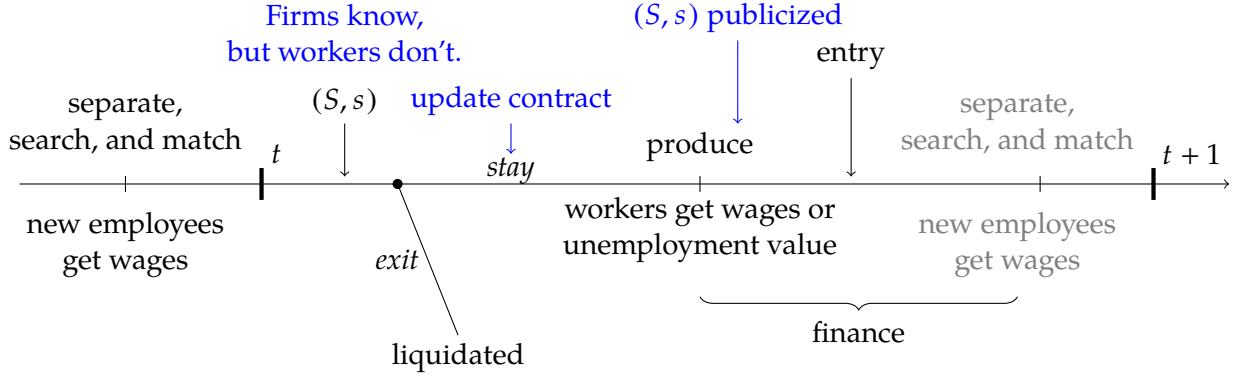 Firms know,
but workers don't.
(S, s) publicized
entry
separate,
search, and match
(S, s)
update contract
separate,
search, and match
t
produce
stay
t + 1
new employees
get wages
workers get wages or
unemployment value
new employees
get wages
exit
finance
liquidated